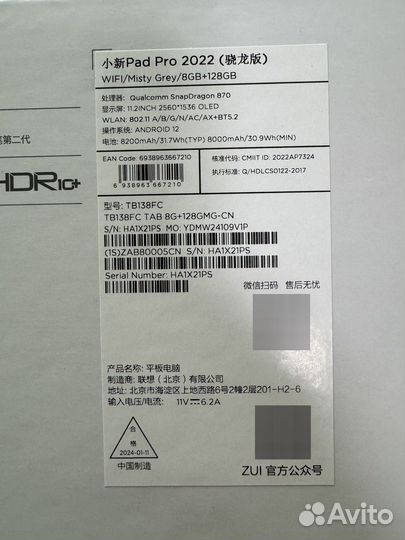 小新Pad Pro 2022 (骁龙版)
WIFI/Misty Grey/8GB+128GB
处理器: Qualcomm SnapDragon 870
显示屏: 11.2INCH 2560*1536 OLED
WLAN: 802.11 A/B/G/N/AC/AX+BT5.2
操作系统: ANDROID 12
电池: 8200mAh/31.7Wh(TYP) 8000mAh/30.9Wh(MIN)
EAN Code: 6938963667210
6 938963 667210
核准代码: CMIIT ID: 2022AP7324
执行标准: Q/HDLCS0122-2017
笔第二代
HDR10+
型号: TB138FC
TB138FC TAB 8G+128GMG-CN
S/N: HA1X21PS MO: YDMW24109V1P
(1S)ZAB80005CN S/N: HA1X21PS
Serial Number: HA1X21PS
微信扫码 售后无忧
产品名称: 平板电脑
制造商: 联想 (北京) 有限公司
地址: 北京市海淀区上地西路6号2幢2层201-H2-6
输入电压/电流: 11V⎓6.2A
合
格
2024-01-11
中国制造
ZUI 官方公众号
Avito